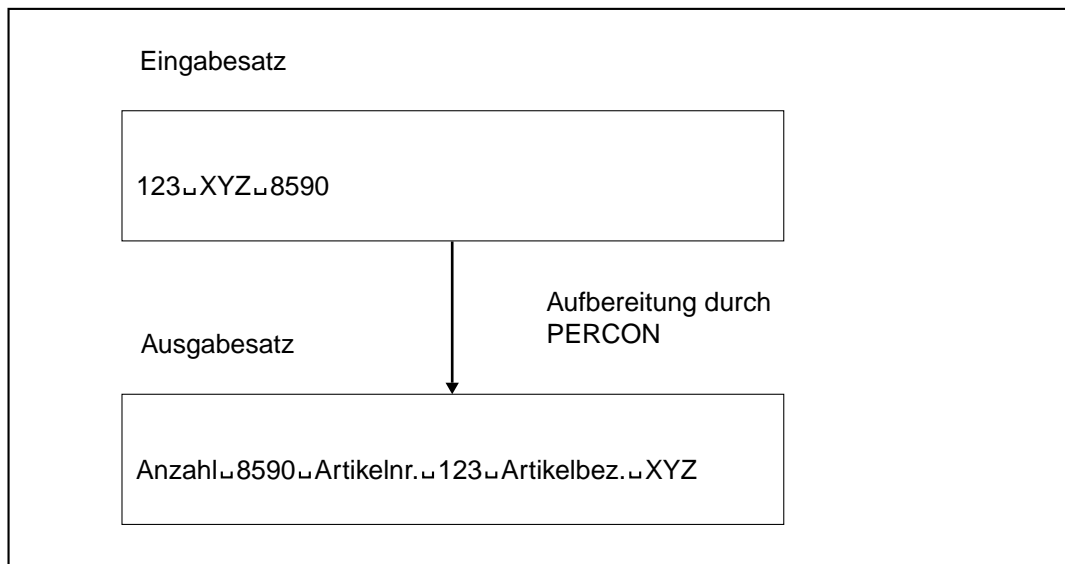 Eingabesatz
123␣XYZ␣8590
Aufbereitung durch
PERCON
Ausgabesatz
Anzahl␣8590␣Artikelnr.␣123␣Artikelbez.␣XYZ